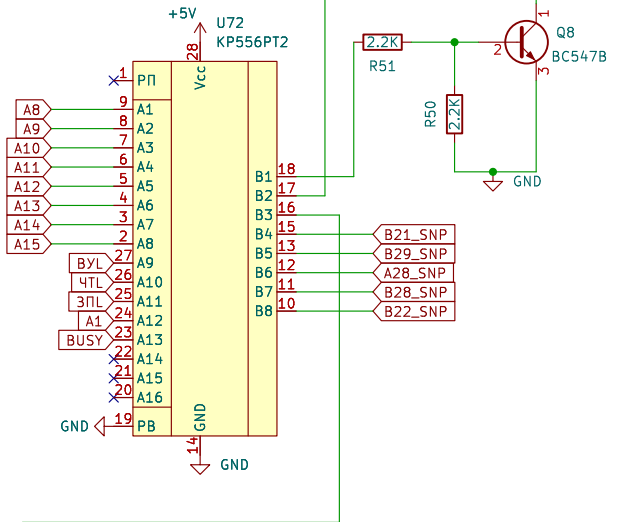 +5V
U72
КР556РТ2
28
Vcc
1 РП
9 A1
8 A2
7 A3
6 A4
5 A5
4 A6
3 A7
2 A8
27 A9
26 A10
25 A11
24 A12
23 A13
22 A14
21 A15
20 A16
19 PB
GND
14
GND
GND
A8
A9
A10
A11
A12
A13
A14
A15
ВУL
ЧТL
ЗПL
A1
BUSY
B1 18
B2 17
B3 16
B4 15
B5 13
B6 12
B7 11
B8 10
B21_SNP
B29_SNP
A28_SNP
B28_SNP
B22_SNP
2.2K
R51
R50
2.2K
1
2
3
Q8
BC547B
GND